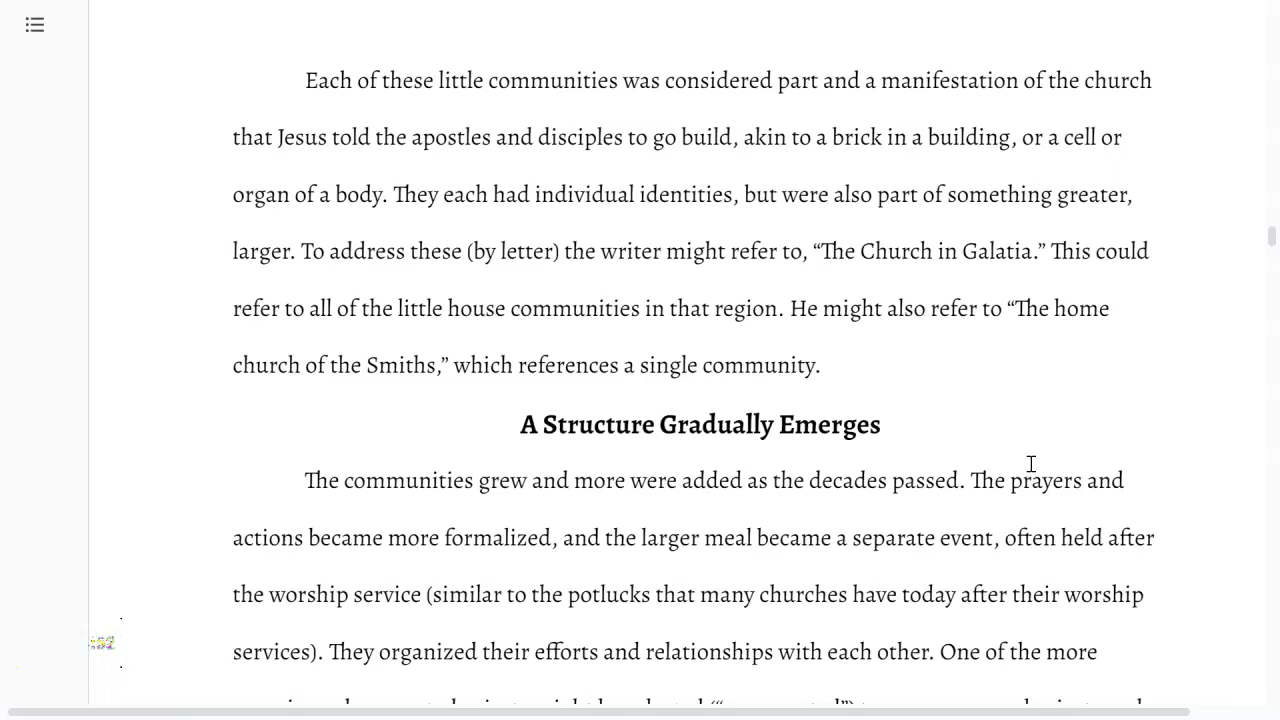 Each of these little communities was considered part and a manifestation of the church
that Jesus told the apostles and disciples to go build, akin to a brick in a building, or a cell or
organ of a body. They each had individual identities, but were also part of something greater,
larger. To address these (by letter) the writer might refer to, “The Church in Galatia.” This could
refer to all of the little house communities in that region. He might also refer to “The home
church of the Smiths,” which references a single community.
A Structure Gradually Emerges
The communities grew and more were added as the decades passed. The prayers and
actions became more formalized, and the larger meal became a separate event, often held after
the worship service (similar to the potlucks that many churches have today after their worship
services). They organized their efforts and relationships with each other. One of the more